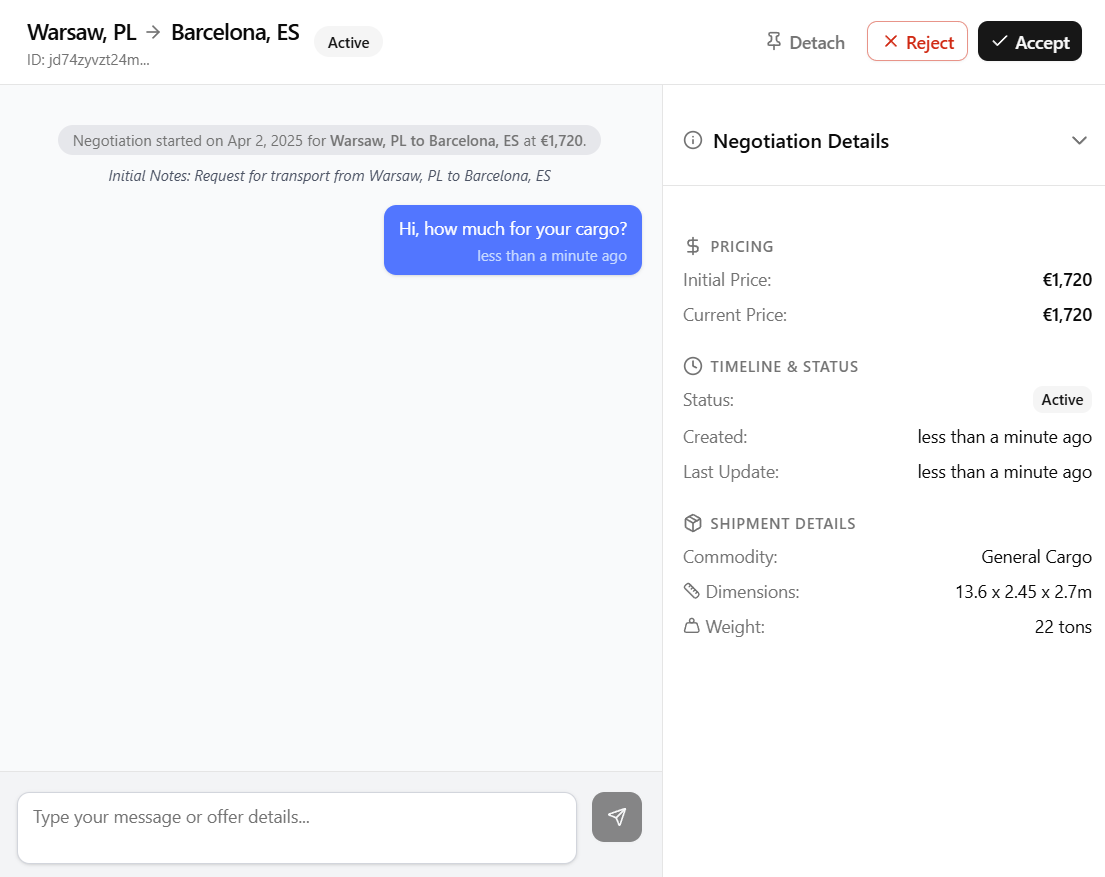 Warsaw, PL → Barcelona, ES
Active
ID: jd74zyvzt24m...
Detach
Reject
Accept
Negotiation started on Apr 2, 2025 for Warsaw, PL to Barcelona, ES at €1,720.
Initial Notes: Request for transport from Warsaw, PL to Barcelona, ES
Hi, how much for your cargo?
less than a minute ago
Type your message or offer details...
Negotiation Details
PRICING
Initial Price: €1,720
Current Price: €1,720
TIMELINE & STATUS
Status: Active
Created: less than a minute ago
Last Update: less than a minute ago
SHIPMENT DETAILS
Commodity: General Cargo
Dimensions: 13.6 x 2.45 x 2.7m
Weight: 22 tons